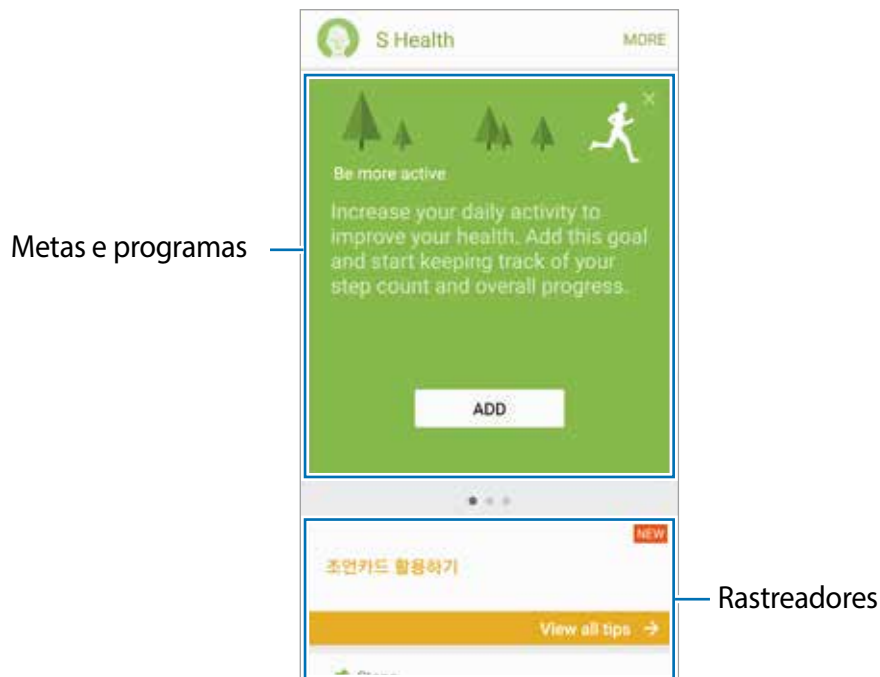 S Health
MORE
Be more active
Increase your daily activity to
improve your health. Add this goal
and start keeping track of your
step count and overall progress.
Metas e programas
ADD
NEW
조언카드 활용하기
Rastreadores
View all tips
Steps